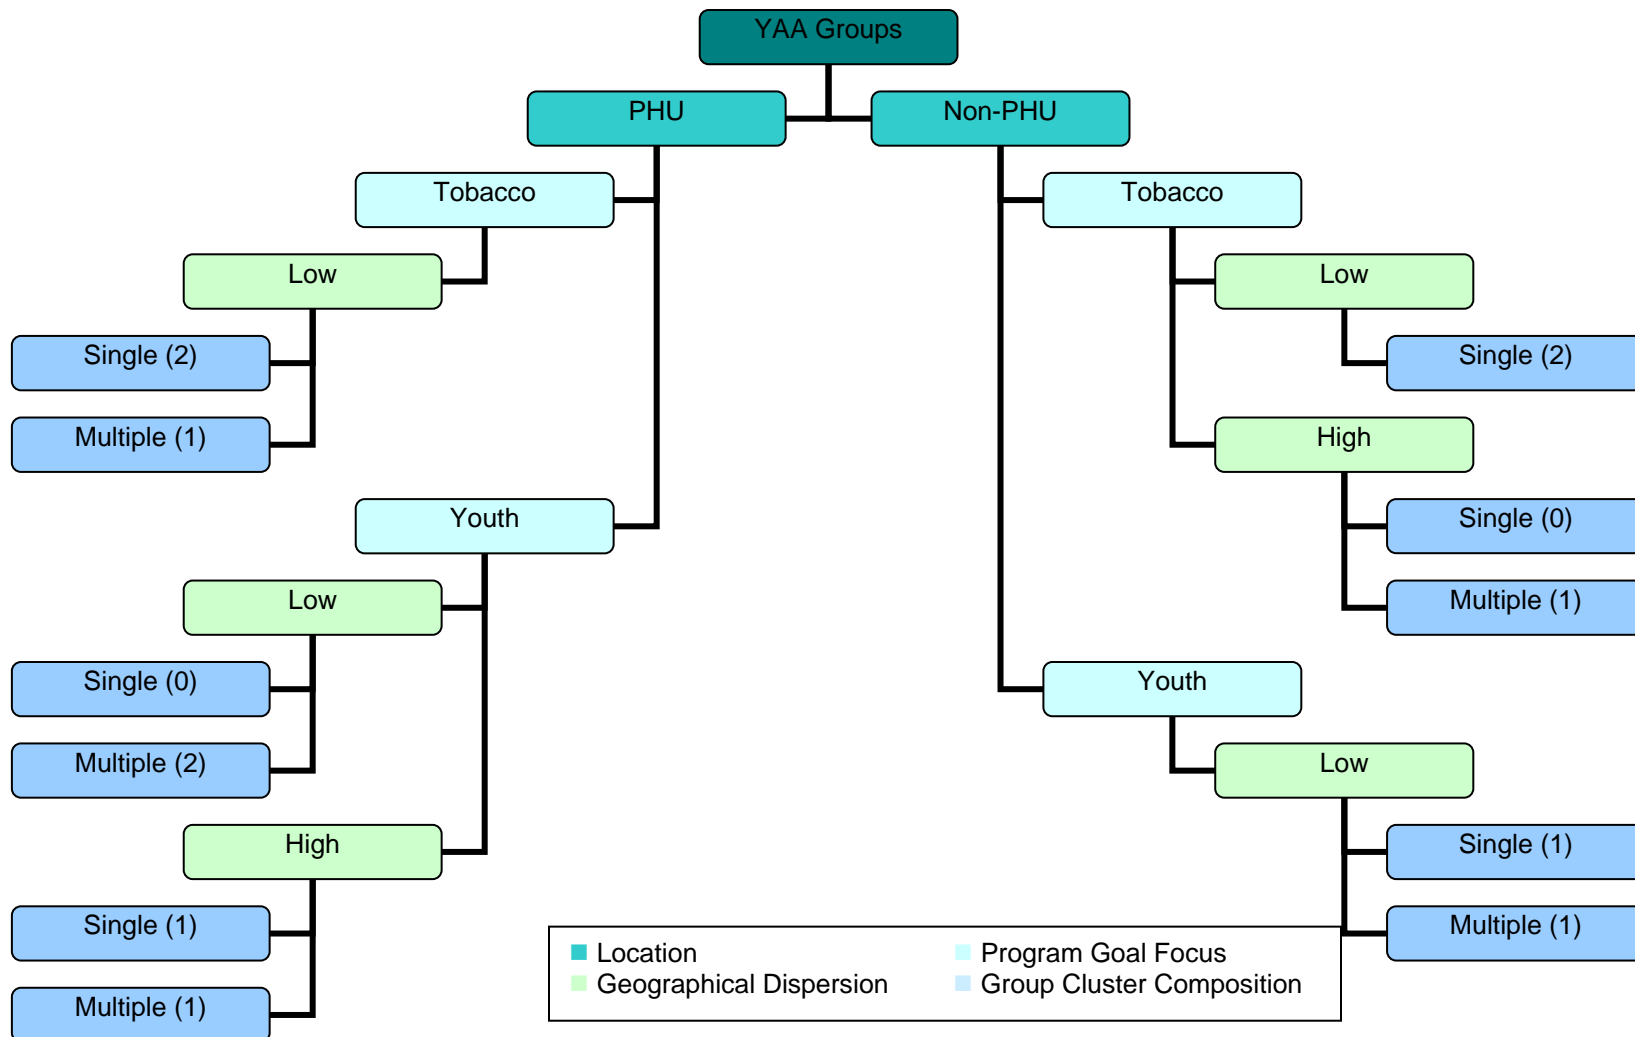 YAA Groups
PHU
Non-PHU
Tobacco
Tobacco
Low
Low
Single (2)
Single (2)
Multiple (1)
High
Youth
Single (0)
Low
Multiple (1)
Single (0)
Youth
Multiple (2)
Low
High
Single (1)
Single (1)
Multiple (1)
Location
Program Goal Focus
Geographical Dispersion
Group Cluster Composition
Multiple (1)